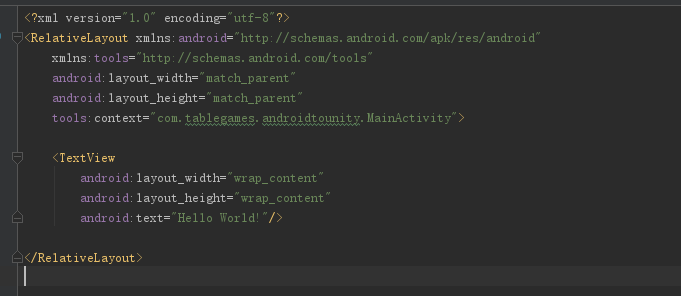 <?xml version="1.0" encoding="utf-8"?>
<RelativeLayout xmlns:android="http://schemas.android.com/apk/res/android"
    xmlns:tools="http://schemas.android.com/tools"
    android:layout_width="match_parent"
    android:layout_height="match_parent"
    tools:context="com.tablegames.androidtounity.MainActivity">

    <TextView
        android:layout_width="wrap_content"
        android:layout_height="wrap_content"
        android:text="Hello World!"/>

</RelativeLayout>